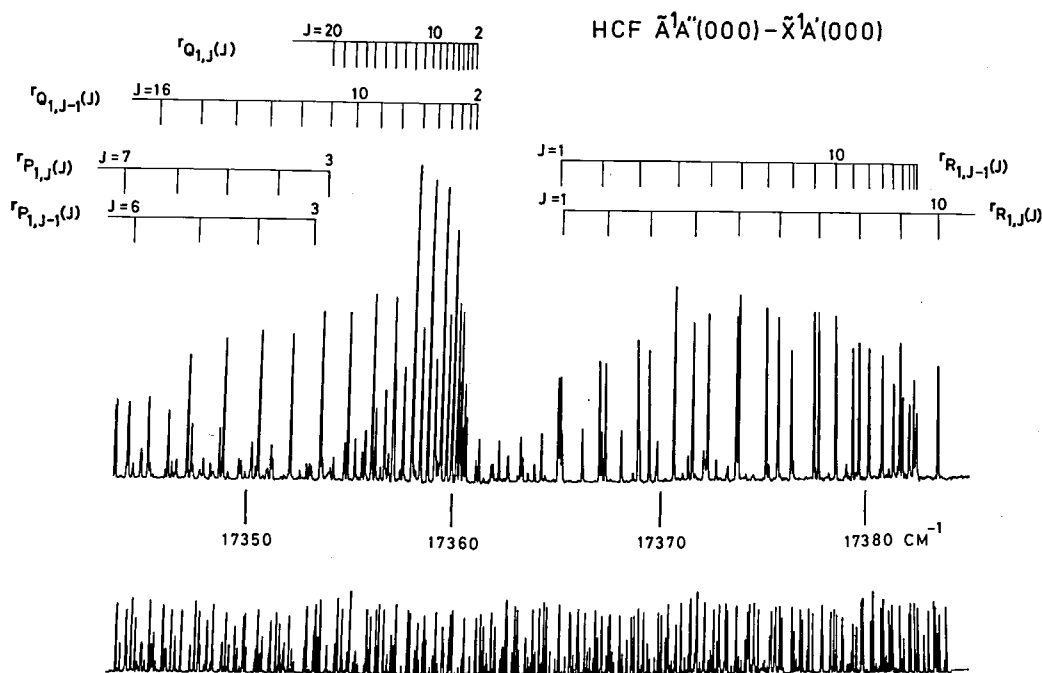 HCF Ã¹A''(000)–X̃¹A'(000)
rQ1,J(J) J=20 10 2
rQ1,J-1(J) J=16 10 2
rP1,J(J) J=7 3
rP1,J-1(J) J=6 3
J=1 10 rR1,J-1(J)
J=1 10 rR1,J(J)
17350 17360 17370 17380 CM⁻¹